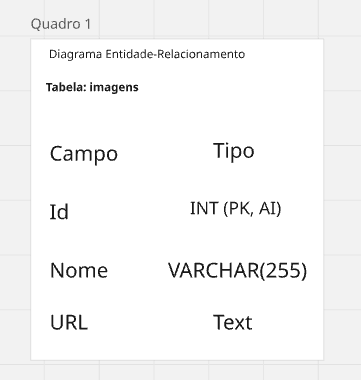 Quadro 1
Diagrama Entidade-Relacionamento
Tabela: imagens
Campo Tipo
Id INT (PK, AI)
Nome VARCHAR(255)
URL Text